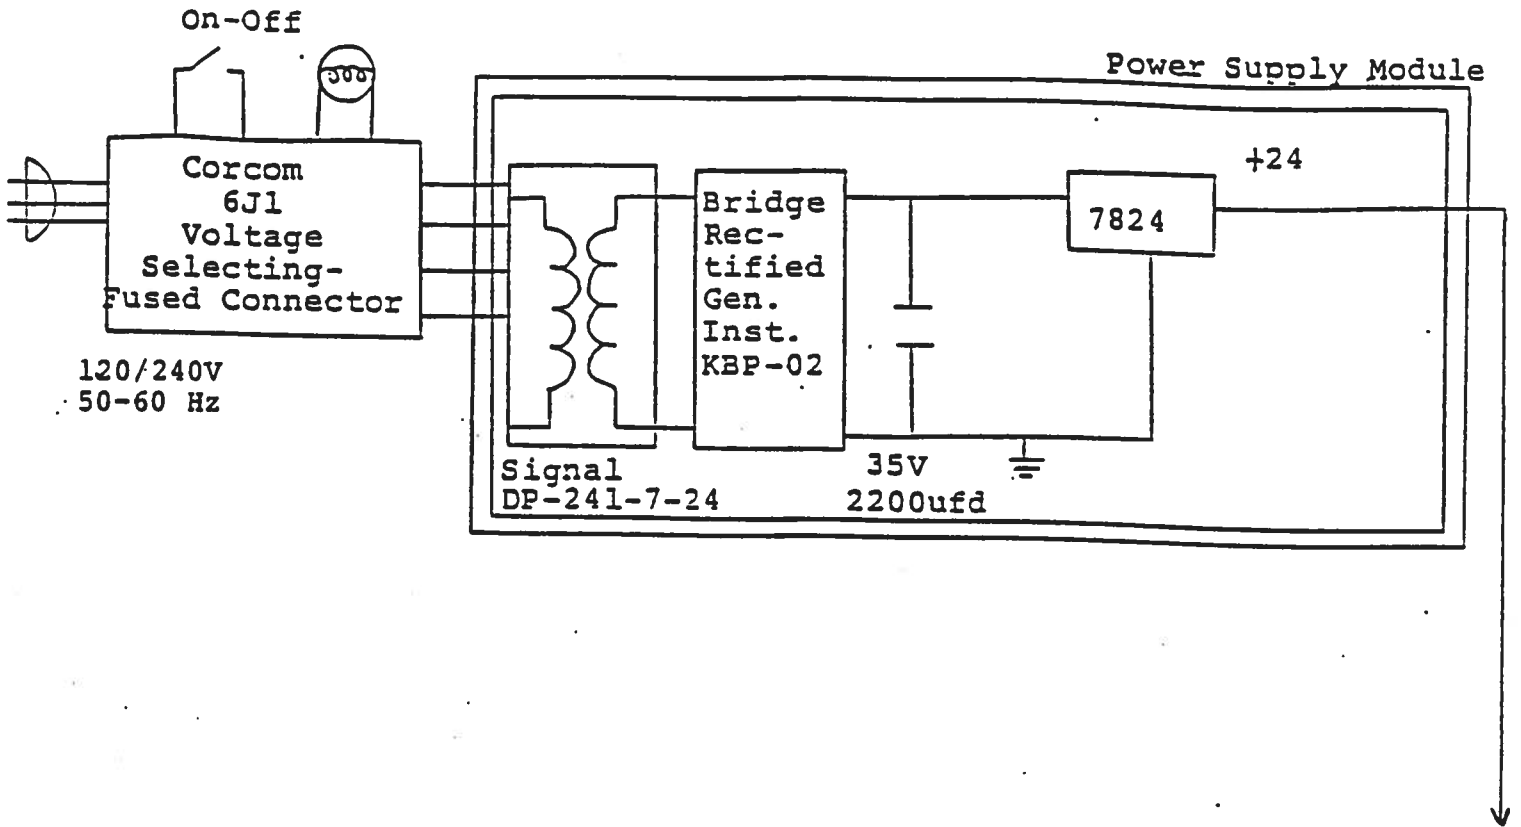 On-Off
Power Supply Module
Corcom
6J1
Voltage
Selecting-
Fused Connector
120/240V
50-60 Hz
Signal
DP-241-7-24
Bridge
Rec-
tified
Gen.
Inst.
KBP-02
35V
2200ufd
7824
+24